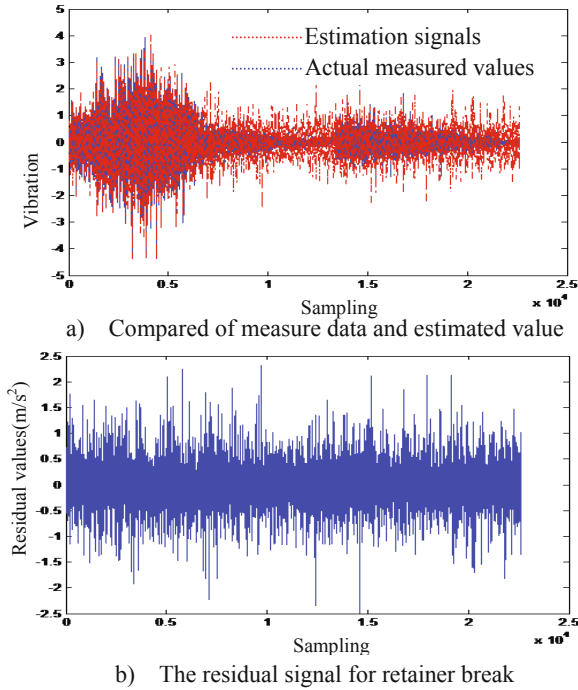 5
4
3
2
1
0
-1
-2
-3
-4
5
Vibration
Estimation signals
Actual measured values
0 0.5 1 1.5 2 2.5
Sampling
x 10⁴
a) Compared of measure data and estimated value
2.5
2
1.5
1
0.5
0
-0.5
-1
-1.5
-2
-2.5
Residual values(m/s²)
0 0.5 1 1.5 2 2.5
Sampling
x 10⁴
b) The residual signal for retainer break